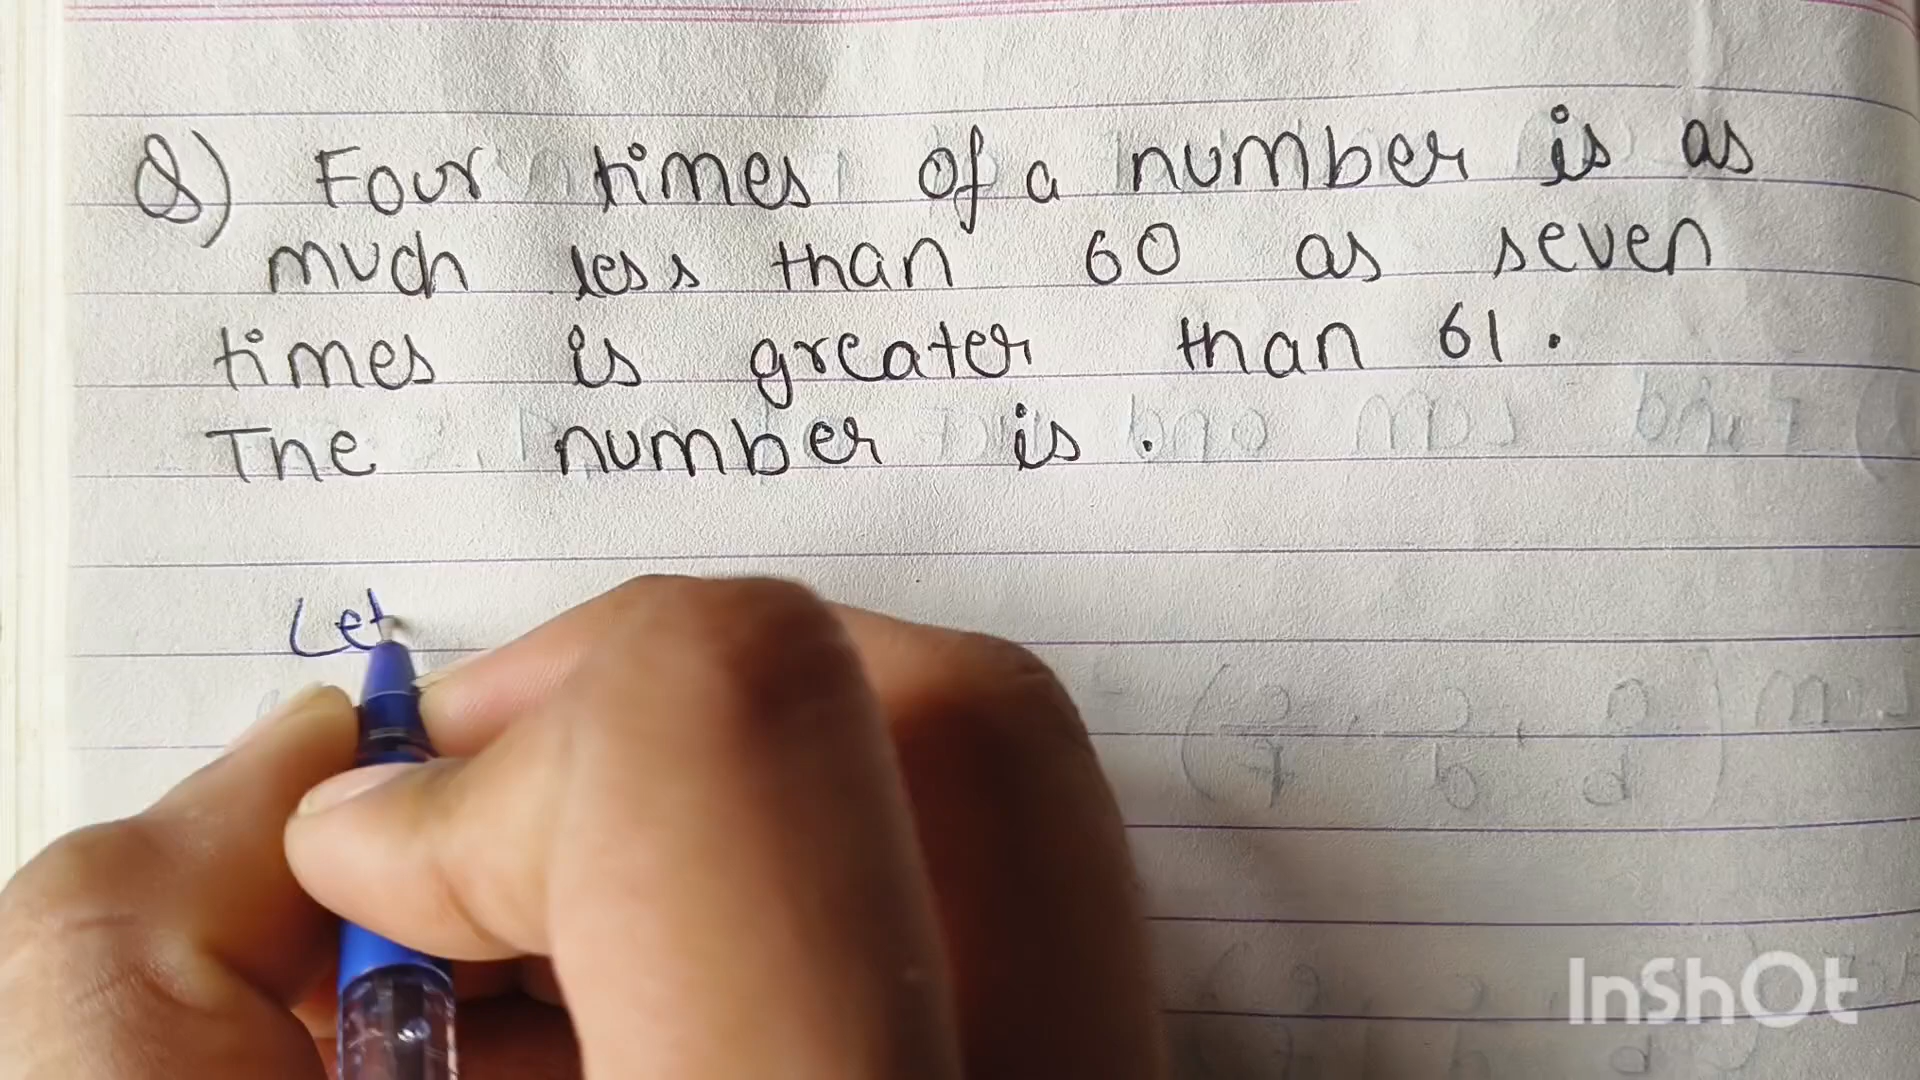 Q) Four times of a number is as
much less than 60 as seven
times is greater than 61.
The number is .
Let
InShOt